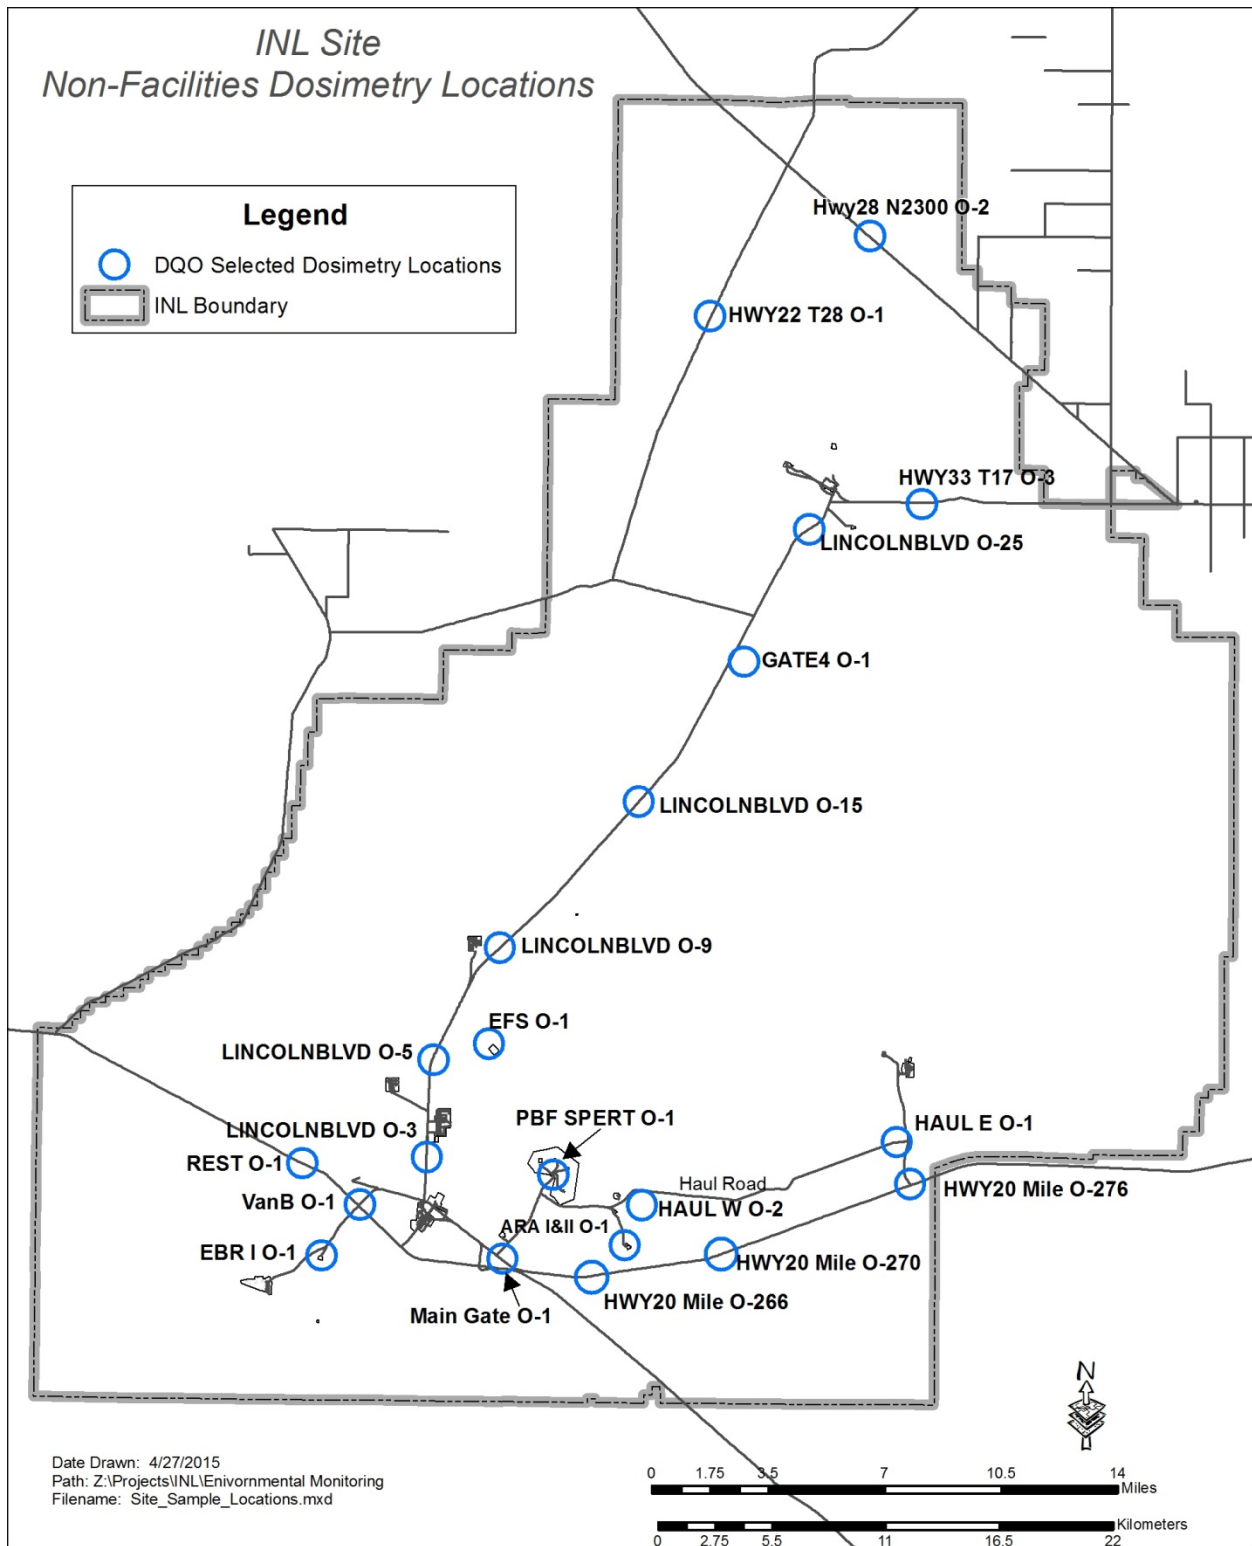 INL Site
Non-Facilities Dosimetry Locations
Legend
DQO Selected Dosimetry Locations
INL Boundary
Hwy28 N2300 O-2
HWY22 T28 O-1
HWY33 T17 O-3
LINCOLNBLVD O-25
GATE4 O-1
LINCOLNBLVD O-15
LINCOLNBLVD O-9
EFS O-1
LINCOLNBLVD O-5
PBF SPERT O-1
HAUL E O-1
LINCOLNBLVD O-3
REST O-1
Haul Road
HWY20 Mile O-276
VanB O-1
HAUL W O-2
ARA I&II O-1
EBR I O-1
HWY20 Mile O-270
HWY20 Mile O-266
Main Gate O-1
N
Date Drawn: 4/27/2015
Path: Z:\Projects\INL\Enivornmental Monitoring
Filename: Site_Sample_Locations.mxd
0 1.75 3.5 7 10.5 14
Miles
Kilometers
0 2.75 5.5 11 16.5 22